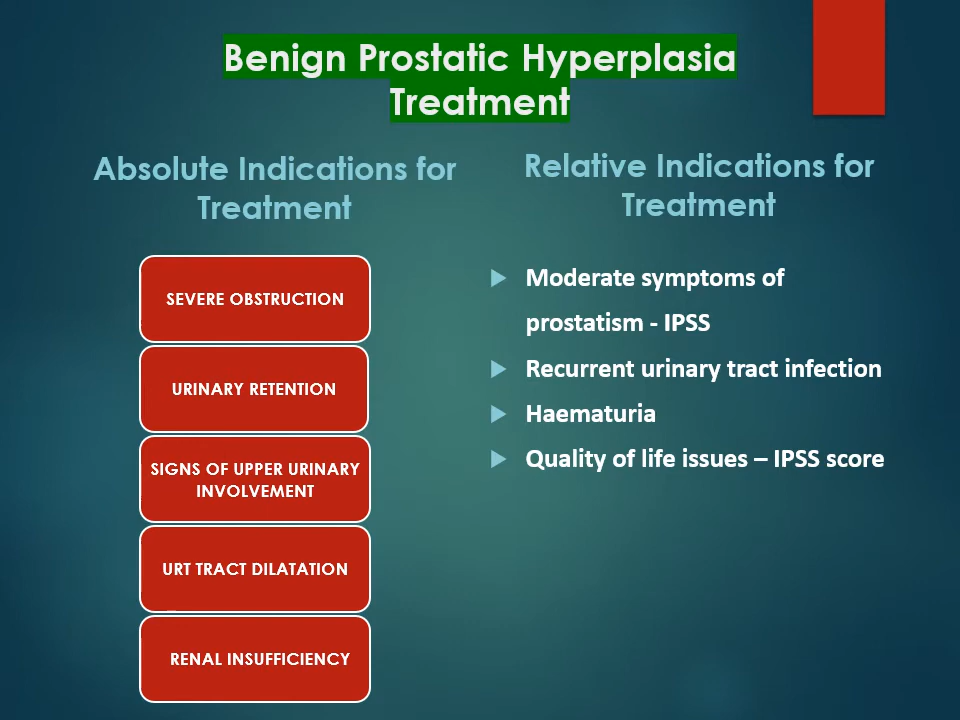 Benign Prostatic Hyperplasia
Treatment
Absolute Indications for
Treatment
SEVERE OBSTRUCTION
URINARY RETENTION
SIGNS OF UPPER URINARY
INVOLVEMENT
URT TRACT DILATATION
RENAL INSUFFICIENCY
Relative Indications for
Treatment
Moderate symptoms of
prostatism - IPSS
Recurrent urinary tract infection
Haematuria
Quality of life issues – IPSS score